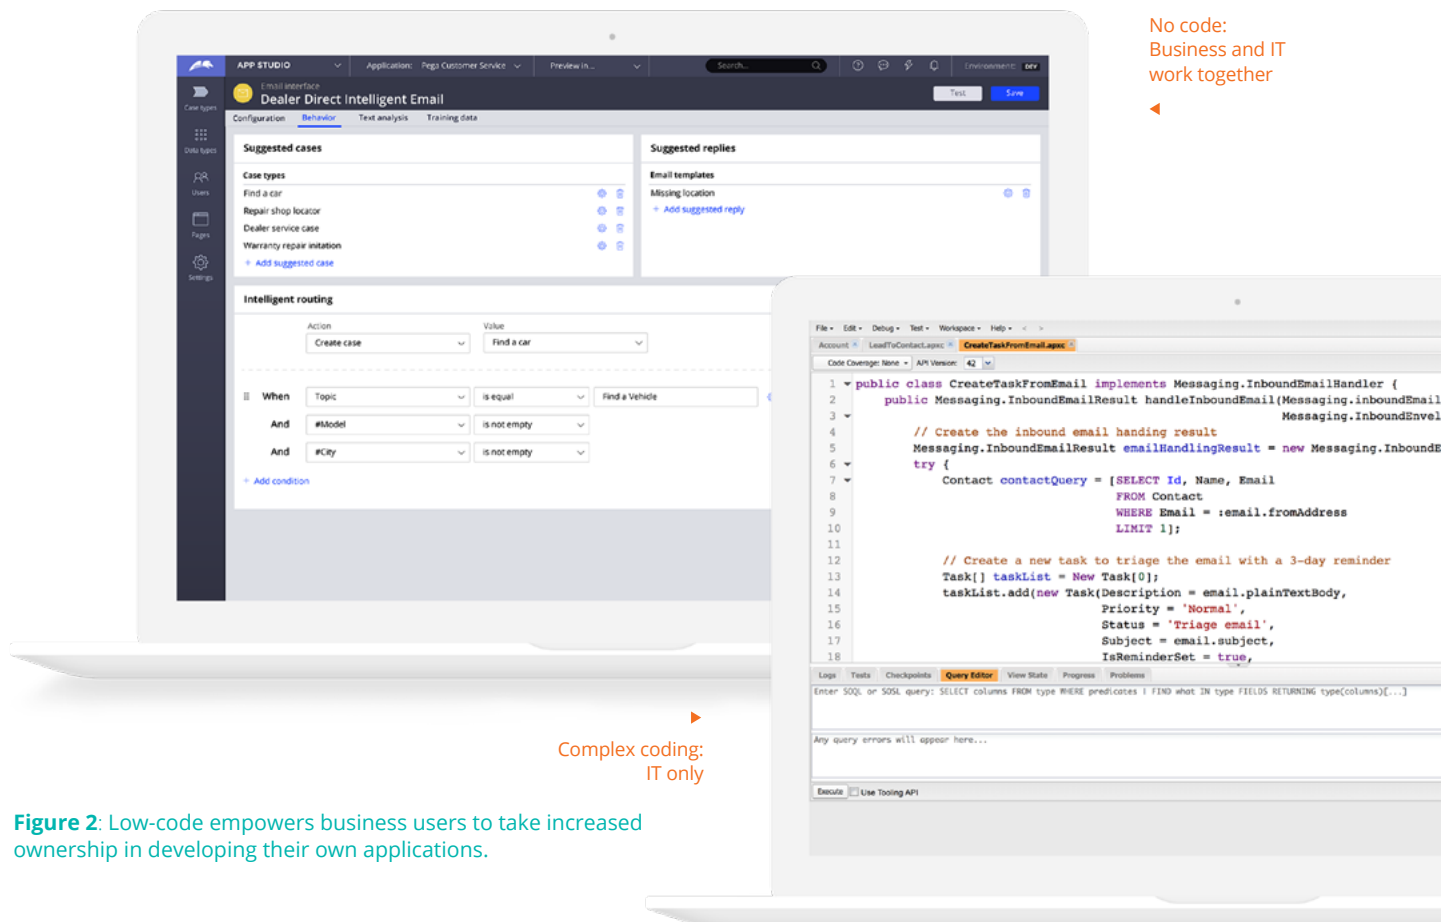 No code:
Business and IT
work together
APP STUDIO
Application: Pega Customer Service
Preview in...
Search...
Environment: DEV
Email interface
Dealer Direct Intelligent Email
Test
Save
Case types
Data types
Users
Pages
Settings
Configuration Behavior Text analysis Training data
Suggested cases
Case types
Find a car
Repair shop locator
Dealer service case
Warranty repair initation
+ Add suggested case
Suggested replies
Email templates
Missing location
+ Add suggested reply
Intelligent routing
Action Value
Create case Find a car
When Topic is equal Find a Vehicle
And #Model is not empty
And #City is not empty
+ Add condition
File Edit Debug Test Workspace Help < >
Account LeadToContact.apxc CreateTaskFromEmail.apxc
Code Coverage: None API Version: 42
1 public class CreateTaskFromEmail implements Messaging.InboundEmailHandler {
2 public Messaging.InboundEmailResult handleInboundEmail(Messaging.inboundEmail
3 Messaging.InboundEnvel
4 // Create the inbound email handing result
5 Messaging.InboundEmailResult emailHandlingResult = new Messaging.InboundE
6 try {
7 Contact contactQuery = [SELECT Id, Name, Email
8 FROM Contact
9 WHERE Email = :email.fromAddress
10 LIMIT 1];
11
12 // Create a new task to triage the email with a 3-day reminder
13 Task[] taskList = New Task[0];
14 taskList.add(new Task(Description = email.plainTextBody,
15 Priority = 'Normal',
16 Status = 'Triage email',
17 Subject = email.subject,
18 IsReminderSet = true,
Logs Tests Checkpoints Query Editor View State Progress Problems
Enter SOQL or SOSL query: SELECT columns FROM type WHERE predicates | FIND what IN type FIELDS RETURNING type(columns)[...]
Any query errors will appear here...
Execute Use Tooling API
Complex coding:
IT only
Figure 2: Low-code empowers business users to take increased
ownership in developing their own applications.